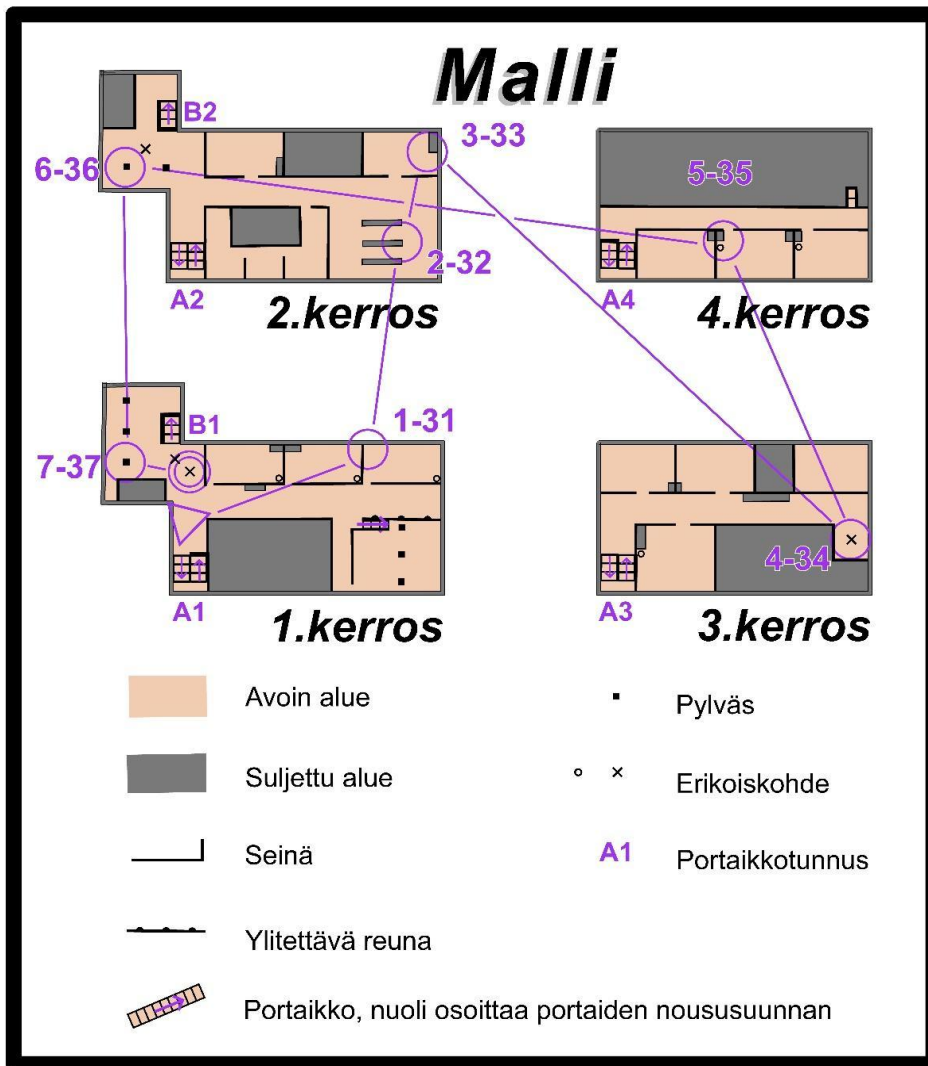 Malli
B2
3-33
6-36
5-35
2-32
A2
A4
2.kerros
4.kerros
1-31
B1
7-37
4-34
A1
A3
1.kerros
3.kerros
Avoin alue
Pylväs
Suljettu alue
Erikoiskohde
Seinä
A1 Portaikkotunnus
Ylitettävä reuna
Portaikko, nuoli osoittaa portaiden noususuunnan